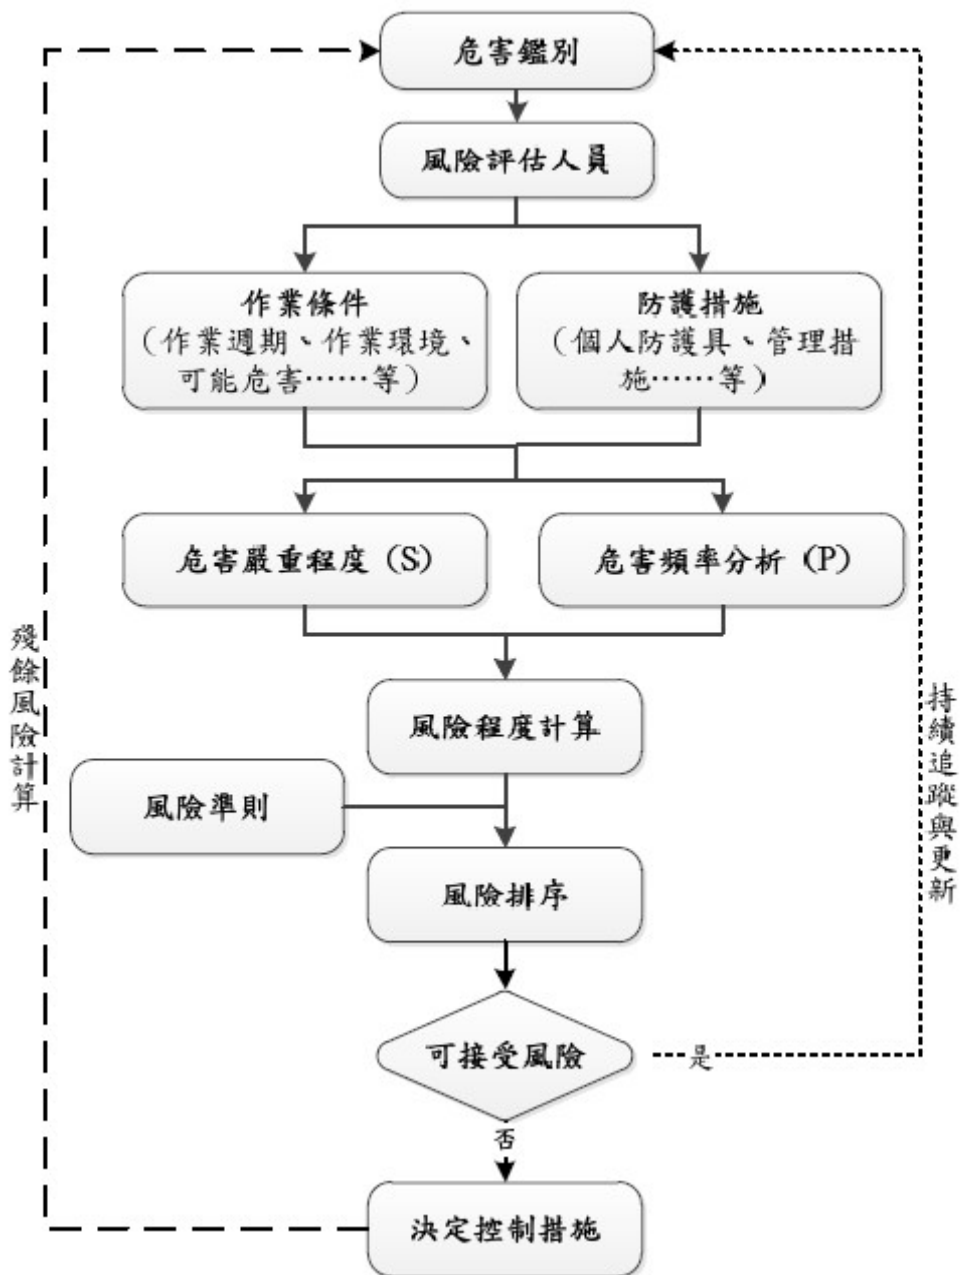 危害鑑別
風險評估人員
作業條件
（作業週期、作業環境、
可能危害……等）
防護措施
（個人防護具、管理措
施……等）
危害嚴重程度（S）
危害頻率分析（P）
風險程度計算
風險準則
風險排序
可接受風險
是
否
決定控制措施
殘餘風險計算
持續追蹤與更新